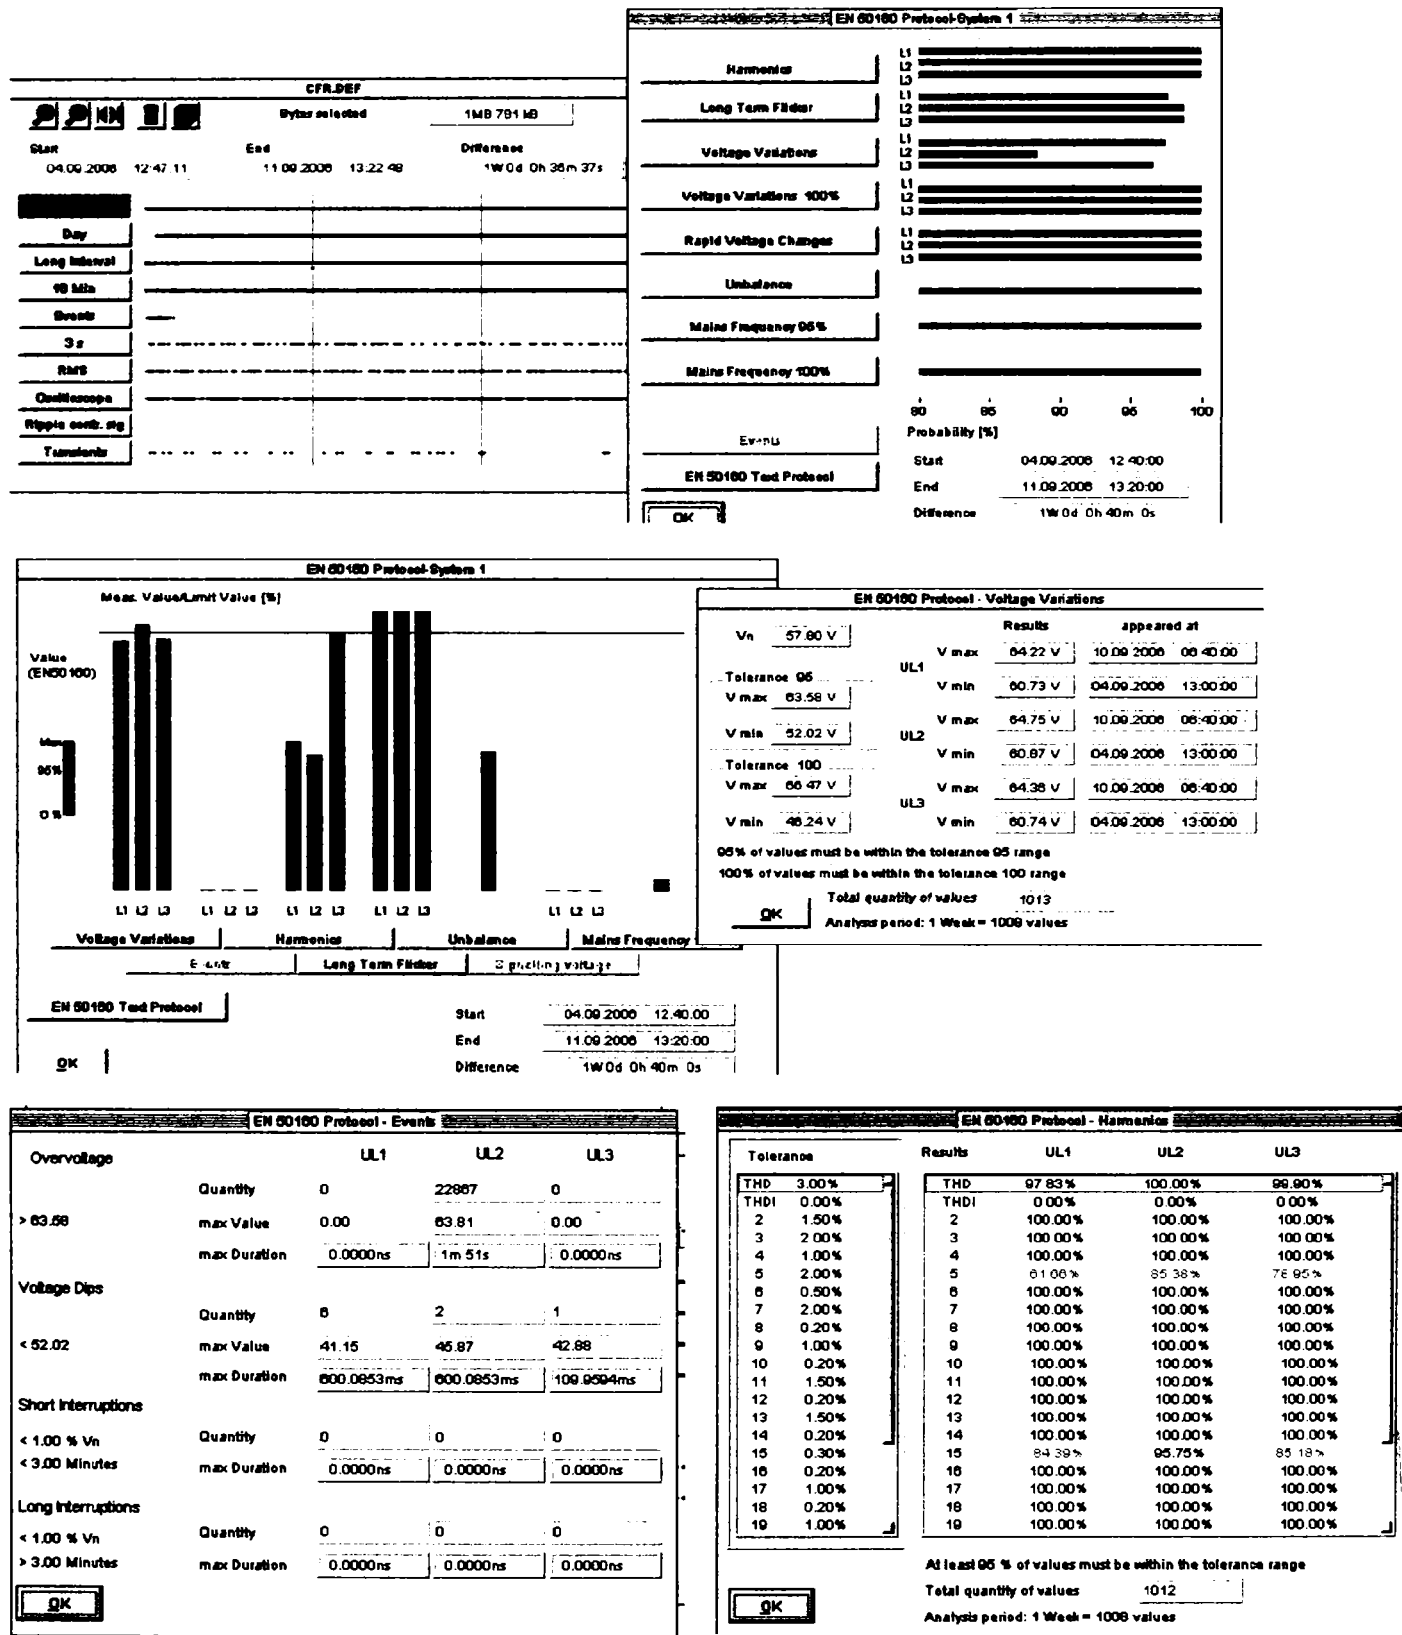 CFR.DEF
Bytes selected 1MB 791 kB
Start End Difference
04.09.2006 12:47:11 11.09.2006 13:22:48 1W 0d 0h 36m 37s
Day
Long Interval
10 Min
Events
3 s
RMS
Oscilloscope
Ripple contr. sig
Transients
EN 50160 Protocol-System 1
Harmonics L1 L2 L3
Long Term Flicker L1 L2 L3
Voltage Variations L1 L2 L3
Voltage Variations 100% L1 L2 L3
Rapid Voltage Changes L1 L2 L3
Unbalance
Mains Frequency 95%
Mains Frequency 100%
80 85 90 95 100
Probability [%]
Events
EN 50160 Text Protocol
Start 04.09.2006 12:40:00
End 11.09.2006 13:20:00
Difference 1W 0d 0h 40m 0s
OK
EN 50160 Protocol-System 1
Meas. Value/Limit Value [%]
Value
(EN50160)
Max
95%
0 %
L1 L2 L3 L1 L2 L3 L1 L2 L3 L1 L2 L3 L1 L2 L3
Voltage Variations Harmonics Unbalance Mains Frequency
Events Long Term Flicker Signalling voltage
EN 50160 Text Protocol
Start 04.09.2006 12:40:00
End 11.09.2006 13:20:00
Difference 1W 0d 0h 40m 0s
OK
EN 50160 Protocol - Voltage Variations
Results appeared at
Vn 57.80 V
Tolerance 95
V max 63.58 V
V min 52.02 V
Tolerance 100
V max 66.47 V
V min 46.24 V
UL1 V max 64.22 V 10.09.2006 06:40:00
V min 60.73 V 04.09.2006 13:00:00
UL2 V max 64.75 V 10.09.2006 06:40:00
V min 60.87 V 04.09.2006 13:00:00
UL3 V max 64.36 V 10.09.2006 06:40:00
V min 60.74 V 04.09.2006 13:00:00
95% of values must be within the tolerance 95 range
100% of values must be within the tolerance 100 range
Total quantity of values 1013
OK Analysis period: 1 Week = 1008 values
EN 50160 Protocol - Events
Overvoltage UL1 UL2 UL3
Quantity 0 22867 0
> 63.58 max Value 0.00 63.81 0.00
max Duration 0.0000ns 1m 51s 0.0000ns
Voltage Dips
Quantity 6 2 1
< 52.02 max Value 41.15 45.87 42.88
max Duration 600.0853ms 600.0853ms 109.9594ms
Short Interruptions
< 1.00 % Vn Quantity 0 0 0
< 3.00 Minutes max Duration 0.0000ns 0.0000ns 0.0000ns
Long Interruptions
< 1.00 % Vn Quantity 0 0 0
> 3.00 Minutes max Duration 0.0000ns 0.0000ns 0.0000ns
OK
EN 50160 Protocol - Harmonics
Tolerance Results UL1 UL2 UL3
THD 3.00% THD 97.83% 100.00% 99.90%
THDI 0.00% THDI 0.00% 0.00% 0.00%
2 1.50% 2 100.00% 100.00% 100.00%
3 2.00% 3 100.00% 100.00% 100.00%
4 1.00% 4 100.00% 100.00% 100.00%
5 2.00% 5 61.66% 85.38% 78.95%
6 0.50% 6 100.00% 100.00% 100.00%
7 2.00% 7 100.00% 100.00% 100.00%
8 0.20% 8 100.00% 100.00% 100.00%
9 1.00% 9 100.00% 100.00% 100.00%
10 0.20% 10 100.00% 100.00% 100.00%
11 1.50% 11 100.00% 100.00% 100.00%
12 0.20% 12 100.00% 100.00% 100.00%
13 1.50% 13 100.00% 100.00% 100.00%
14 0.20% 14 100.00% 100.00% 100.00%
15 0.30% 15 84.39% 95.75% 85.18%
16 0.20% 16 100.00% 100.00% 100.00%
17 1.00% 17 100.00% 100.00% 100.00%
18 0.20% 18 100.00% 100.00% 100.00%
19 1.00% 19 100.00% 100.00% 100.00%
At least 95 % of values must be within the tolerance range
Total quantity of values 1012
OK Analysis period: 1 Week = 1008 values